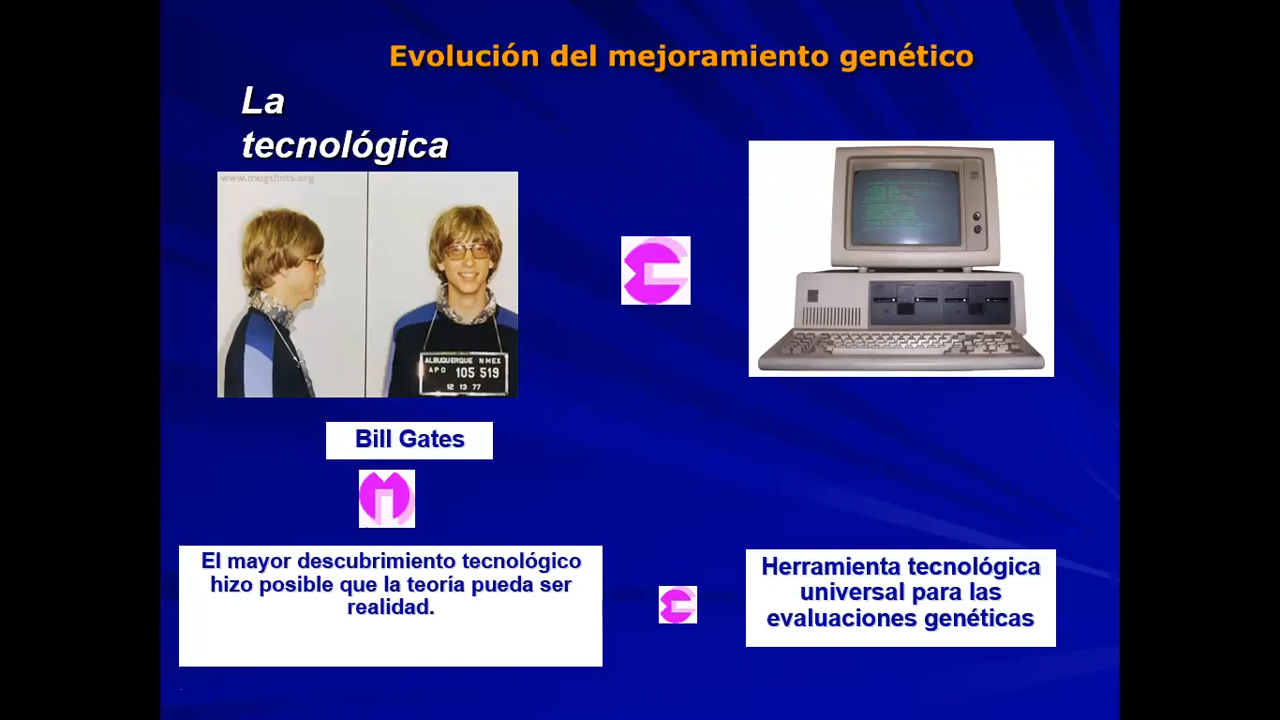 Evolución del mejoramiento genético
La
tecnológica
www.mugshots.org
ALBUQUERQUE N MEX
APD 105 519
12 13 77
Bill Gates
El mayor descubrimiento tecnológico
hizo posible que la teoría pueda ser
realidad.
Herramienta tecnológica
universal para las
evaluaciones genéticas